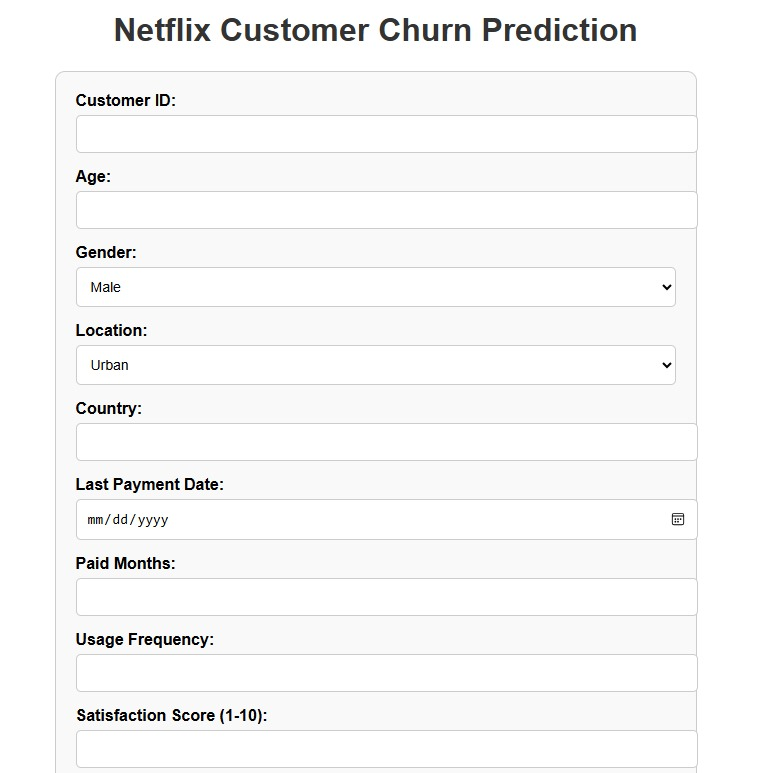 Netflix Customer Churn Prediction
Customer ID:
Age:
Gender:
Male
Location:
Urban
Country:
Last Payment Date:
mm/dd/yyyy
Paid Months:
Usage Frequency:
Satisfaction Score (1-10):